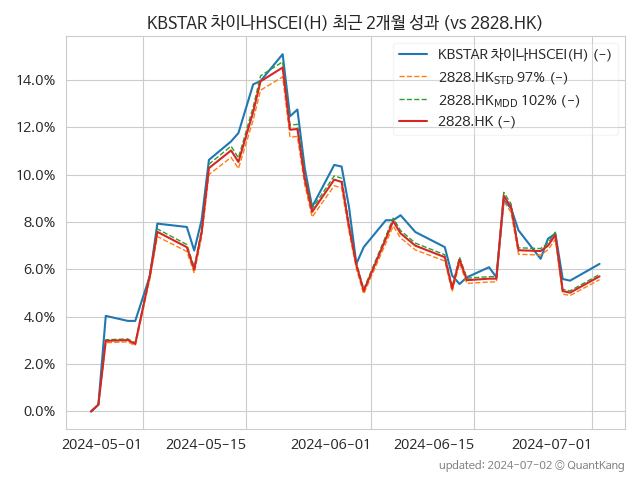 KBSTAR 차이나HSCEI(H) 최근 2개월 성과 (vs 2828.HK)
KBSTAR 차이나HSCEI(H) (-)
2828.HK_STD 97% (-)
2828.HK_MDD 102% (-)
2828.HK (-)
14.0%
12.0%
10.0%
8.0%
6.0%
4.0%
2.0%
0.0%
2024-05-01 2024-05-15 2024-06-01 2024-06-15 2024-07-01
updated: 2024-07-02 © QuantKang